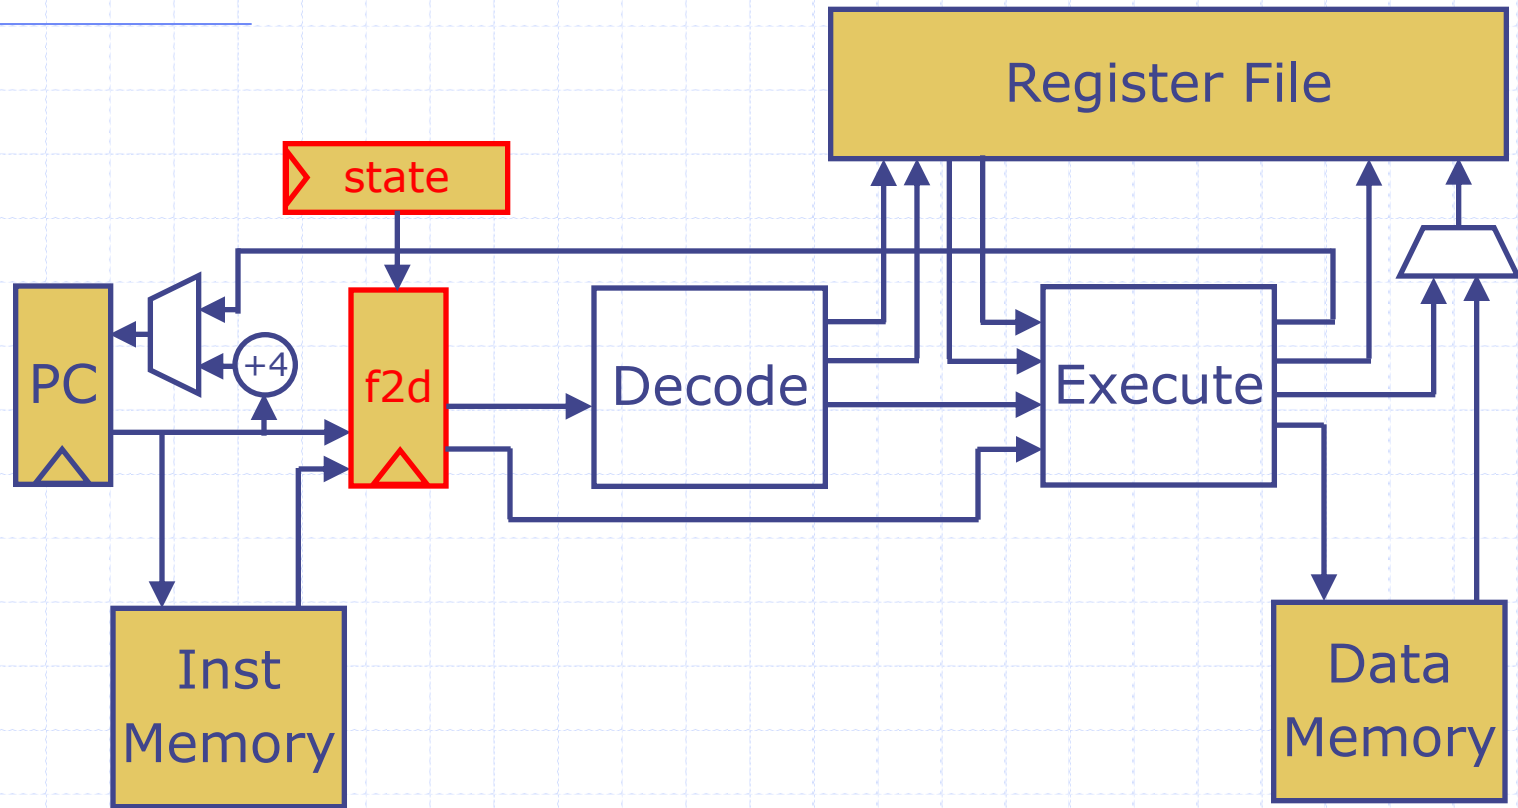 Register File
state
PC
+4
f2d
Decode
Execute
Inst
Memory
Data
Memory